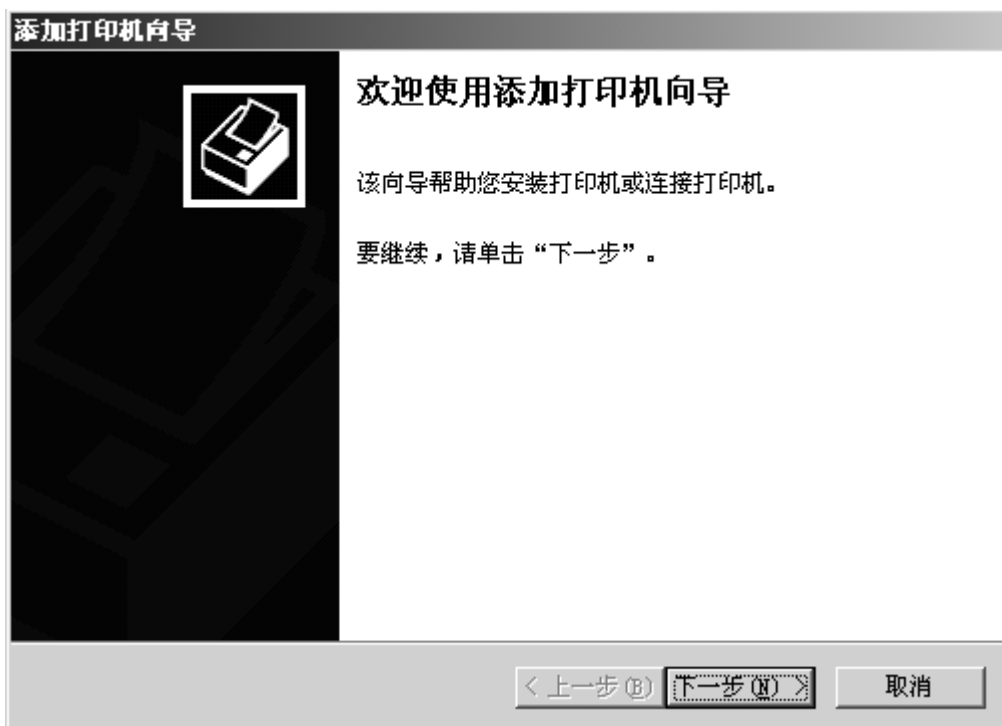 添加打印机向导
欢迎使用添加打印机向导
该向导帮助您安装打印机或连接打印机。
要继续，请单击“下一步”。
< 上一步(B)
下一步(N) >
取消